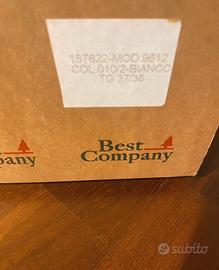 187622-MOD.9612
COL.010/2-BIANCO
TG 37/38
Best
Company
Best
Company
subito